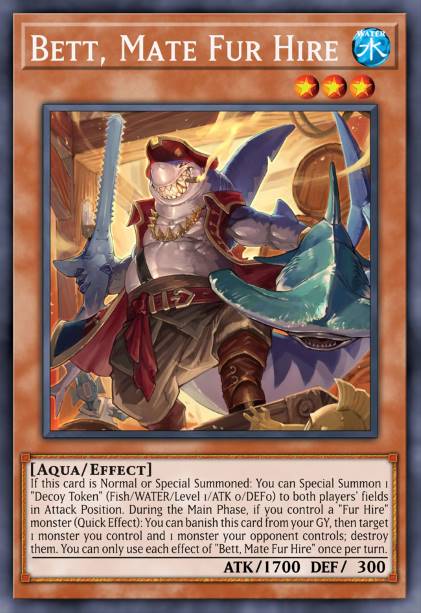 Bett, Mate Fur Hire
WATER
水
[Aqua/Effect]
If this card is Normal or Special Summoned: You can Special Summon 1
"Decoy Token" (Fish/WATER/Level 1/ATK 0/DEF0) to both players' fields
in Attack Position. During the Main Phase, if you control a "Fur Hire"
monster (Quick Effect): You can banish this card from your GY, then target
1 monster you control and 1 monster your opponent controls; destroy
them. You can only use each effect of "Bett, Mate Fur Hire" once per turn.
ATK/1700 DEF/ 300